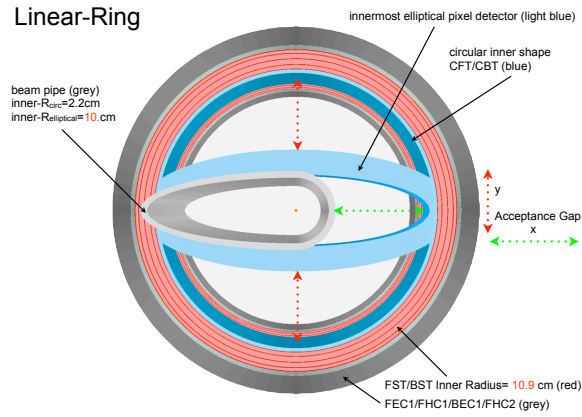 Linear-Ring
innermost elliptical pixel detector (light blue)
circular inner shape
CFT/CBT (blue)
beam pipe (grey)
inner-Rcirc=2.2cm
inner-Relliptical=10.cm
y
Acceptance Gap
x
FST/BST Inner Radius= 10.9 cm (red)
FEC1/FHC1/BEC1/FHC2 (grey)